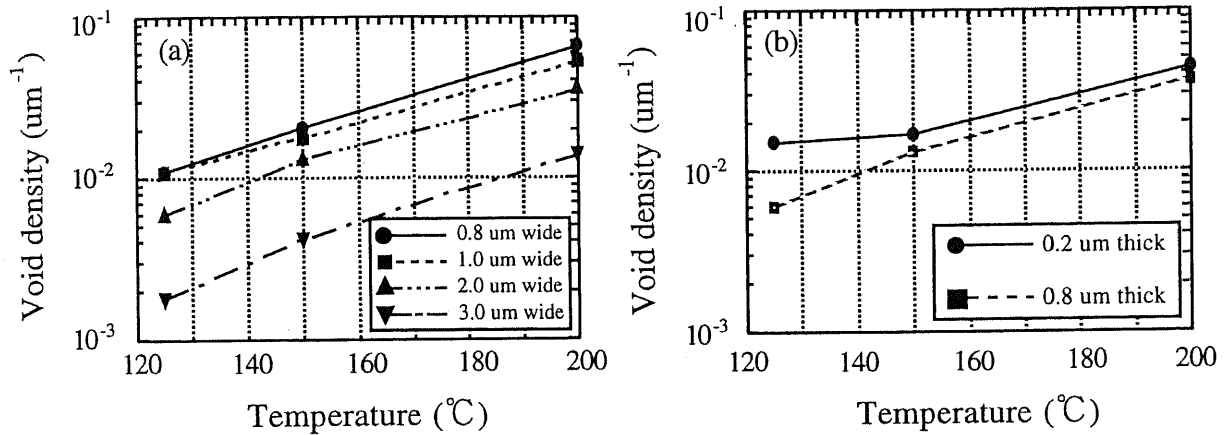 (a)
Void density (um⁻¹)
10⁻¹
10⁻²
10⁻³
0.8 um wide
1.0 um wide
2.0 um wide
3.0 um wide
120 140 160 180 200
Temperature (℃)
(b)
Void density (um⁻¹)
10⁻¹
10⁻²
10⁻³
0.2 um thick
0.8 um thick
120 140 160 180 200
Temperature (℃)